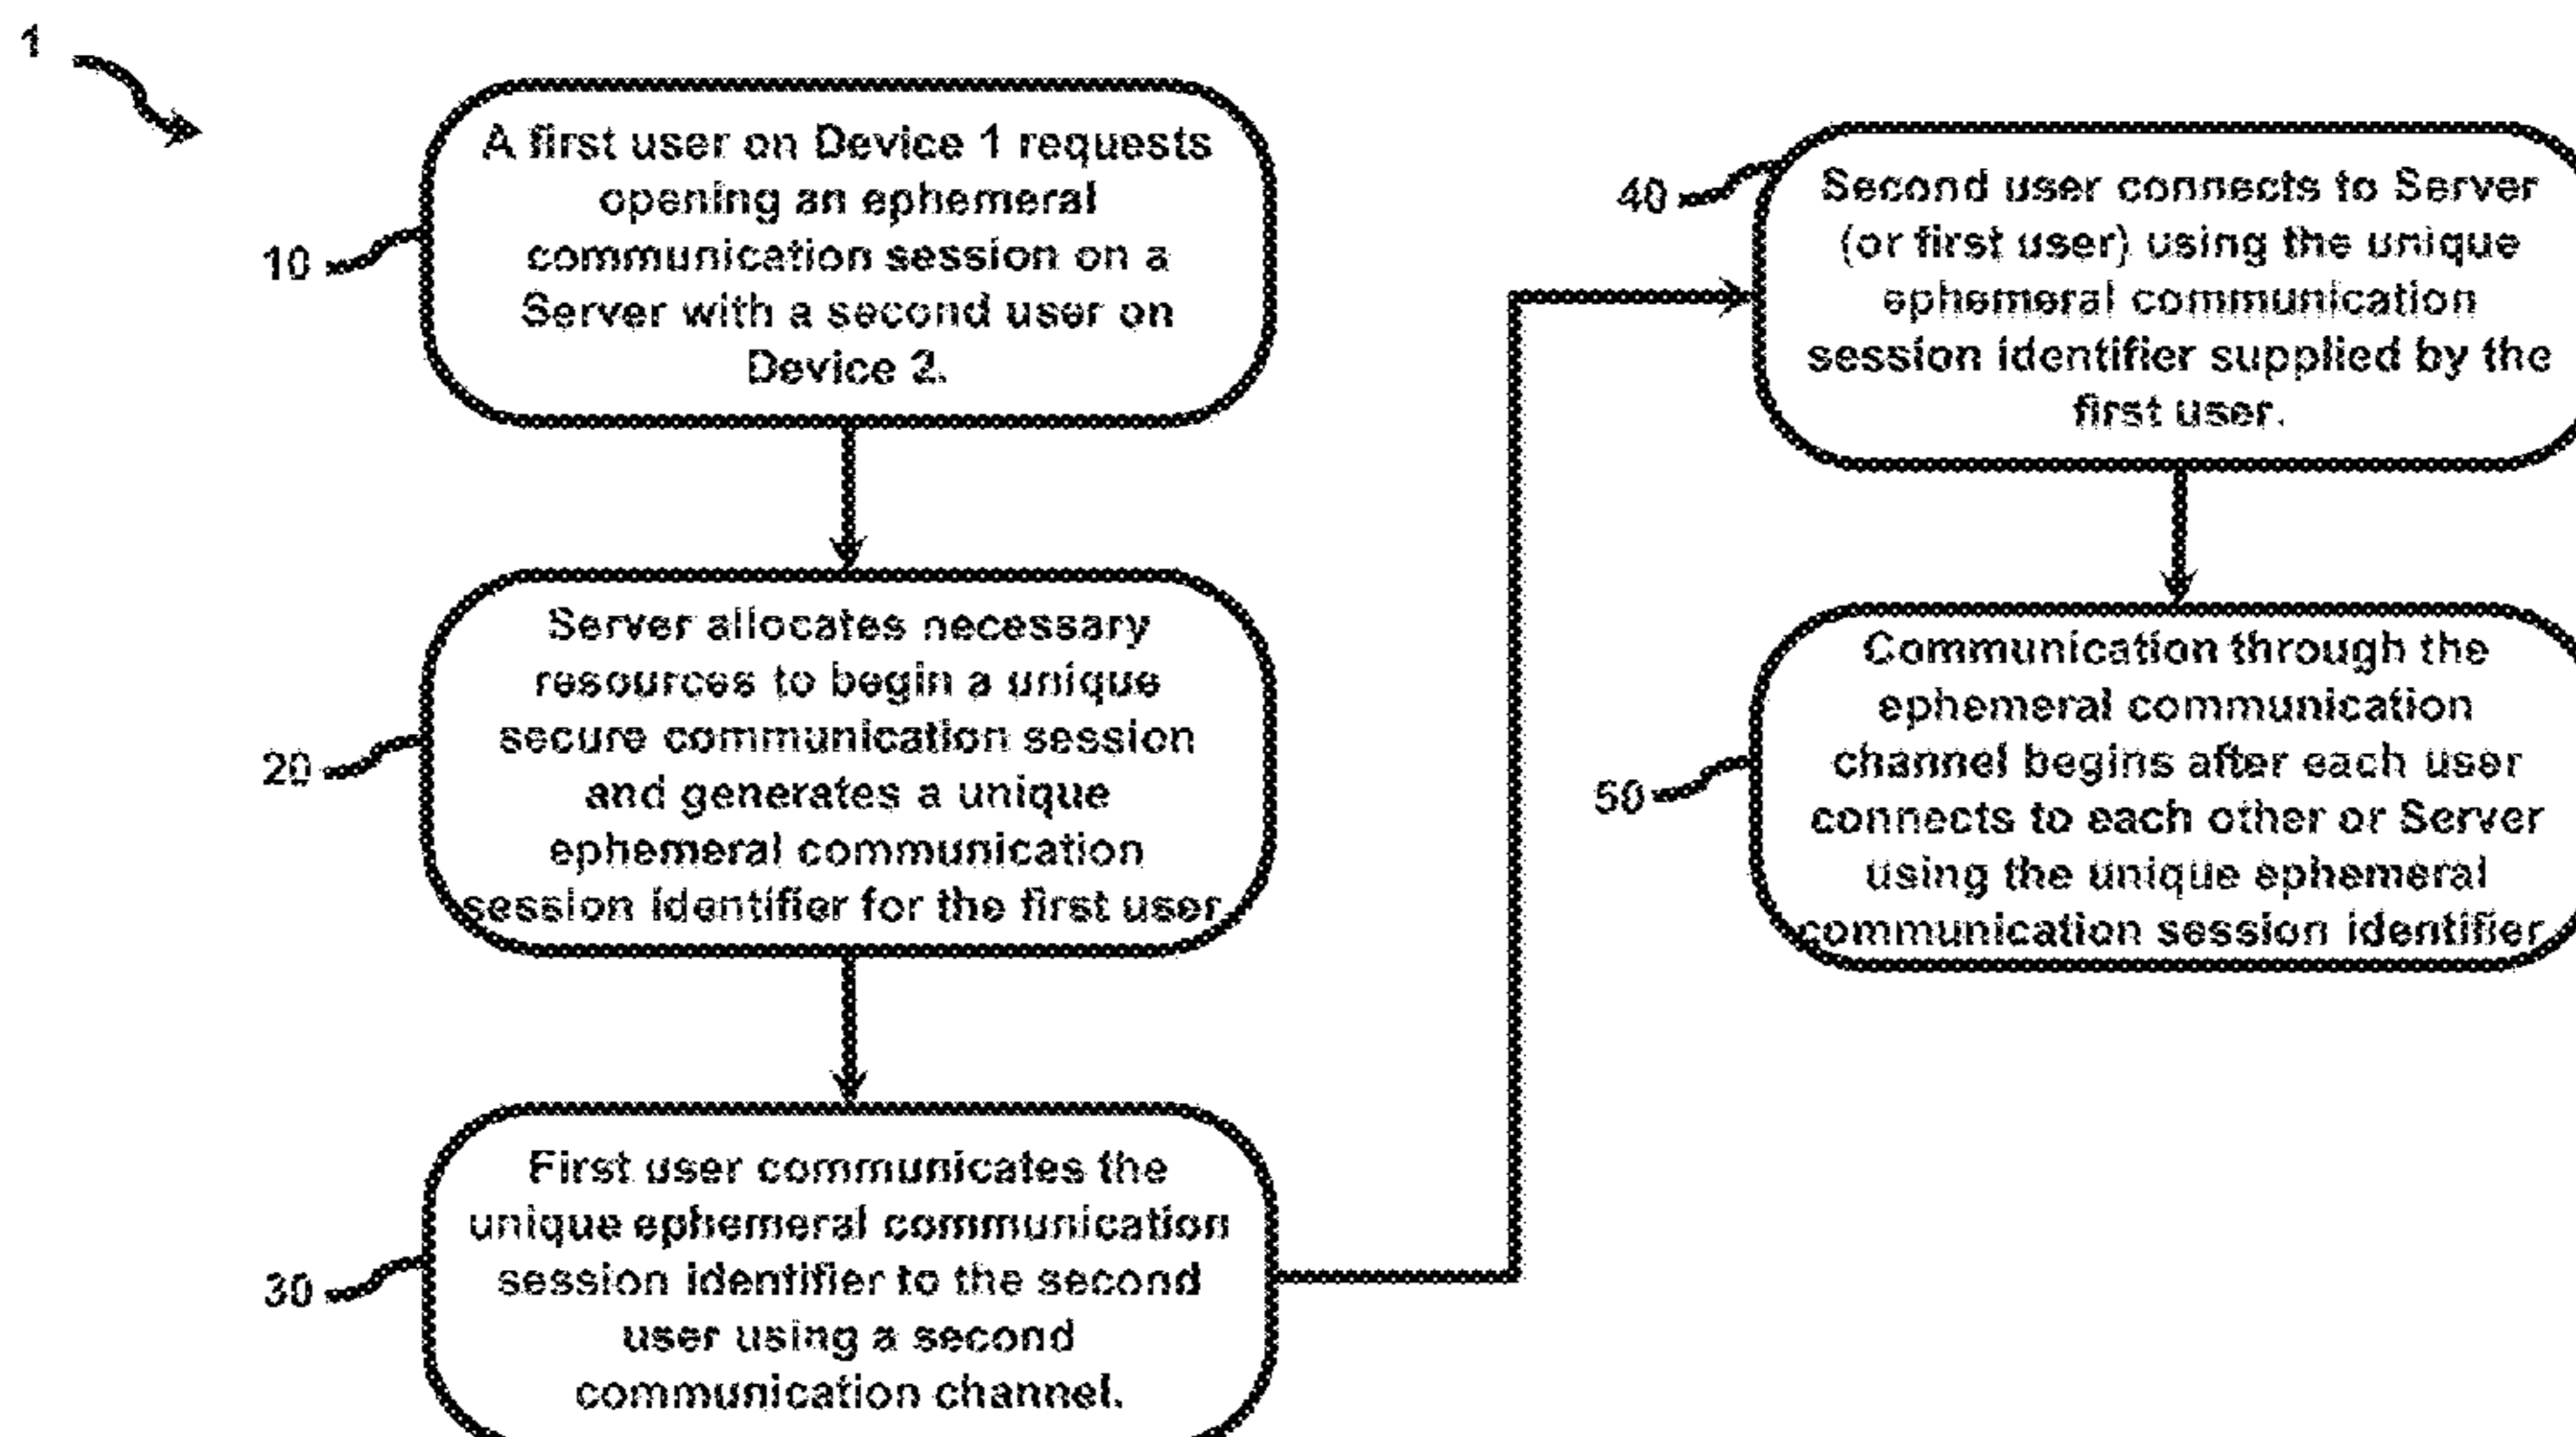 1
10
A first user on Device 1 requests
opening an ephemeral
communication session on a
Server with a second user on
Device 2.
20
Server allocates necessary
resources to begin a unique
secure communication session
and generates a unique
ephemeral communication
session identifier for the first user.
30
First user communicates the
unique ephemeral communication
session identifier to the second
user using a second
communication channel.
40
Second user connects to Server
(or first user) using the unique
ephemeral communication
session identifier supplied by the
first user.
50
Communication through the
ephemeral communication
channel begins after each user
connects to each other or Server
using the unique ephemeral
communication session identifier.